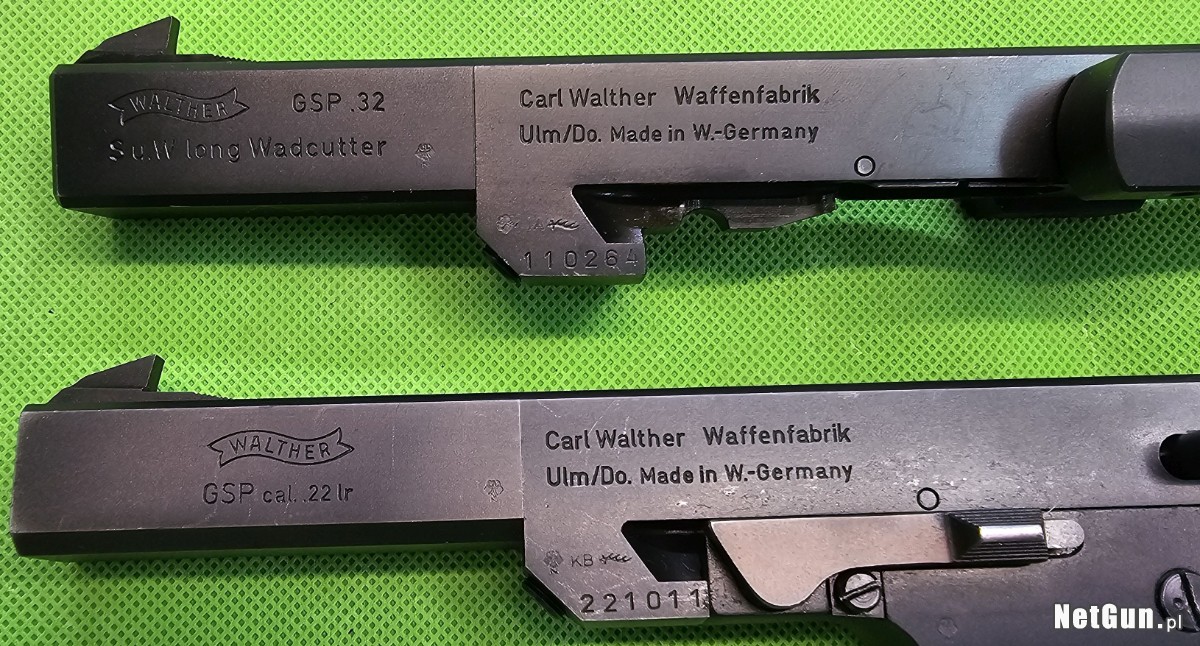 WALTHER
GSP .32
S u.W long Wadcutter
Carl Walther Waffenfabrik
Ulm/Do. Made in W.-Germany
110264
WALTHER
GSP cal. .22 lr
Carl Walther Waffenfabrik
Ulm/Do. Made in W.-Germany
KB
221011
NetGun.pl